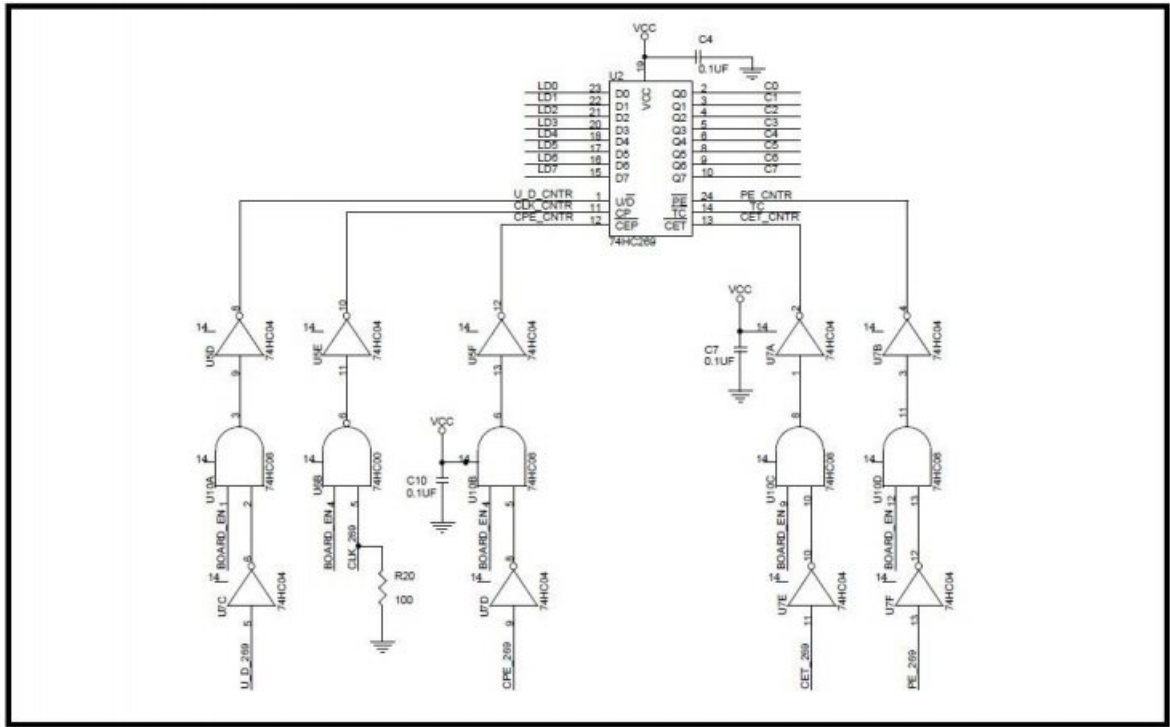 VCC
C4
0.1UF
19
U2
VCC
LD0 23 D0 Q0 2 C0
LD1 22 D1 Q1 3 C1
LD2 21 D2 Q2 4 C2
LD3 20 D3 Q3 5 C3
LD4 18 D4 Q4 6 C4
LD5 17 D5 Q5 8 C5
LD6 16 D6 Q6 9 C6
LD7 15 D7 Q7 10 C7
U_D_CNTR 1 U/D PE 24 PE_CNTR
CLK_CNTR 11 CP TC 14 TC
CPE_CNTR 12 CEP CET 13 CET_CNTR
74HC269
8 10 12 2 4
VCC
14 U5D 74HC04
14 U5E 74HC04
14 U5F 74HC04
14 U7A 74HC04
14 U7B 74HC04
C7
0.1UF
9 11 13 1 3
3 6 6 8 11
VCC
14 U10A 74HC08
14 U6B 74HC00
14 U10B 74HC08
14 U10C 74HC08
14 U10D 74HC08
C10
0.1UF
1 2 4 5 4 5 9 10 12 13
BOARD_EN
BOARD_EN
CLK_269
BOARD_EN
BOARD_EN
BOARD_EN
R20
100
6 8 10 12
14 U7C 74HC04
14 U7D 74HC04
14 U7E 74HC04
14 U7F 74HC04
5 9 11 13
U_D_269
CPE_269
CET_269
PE_269